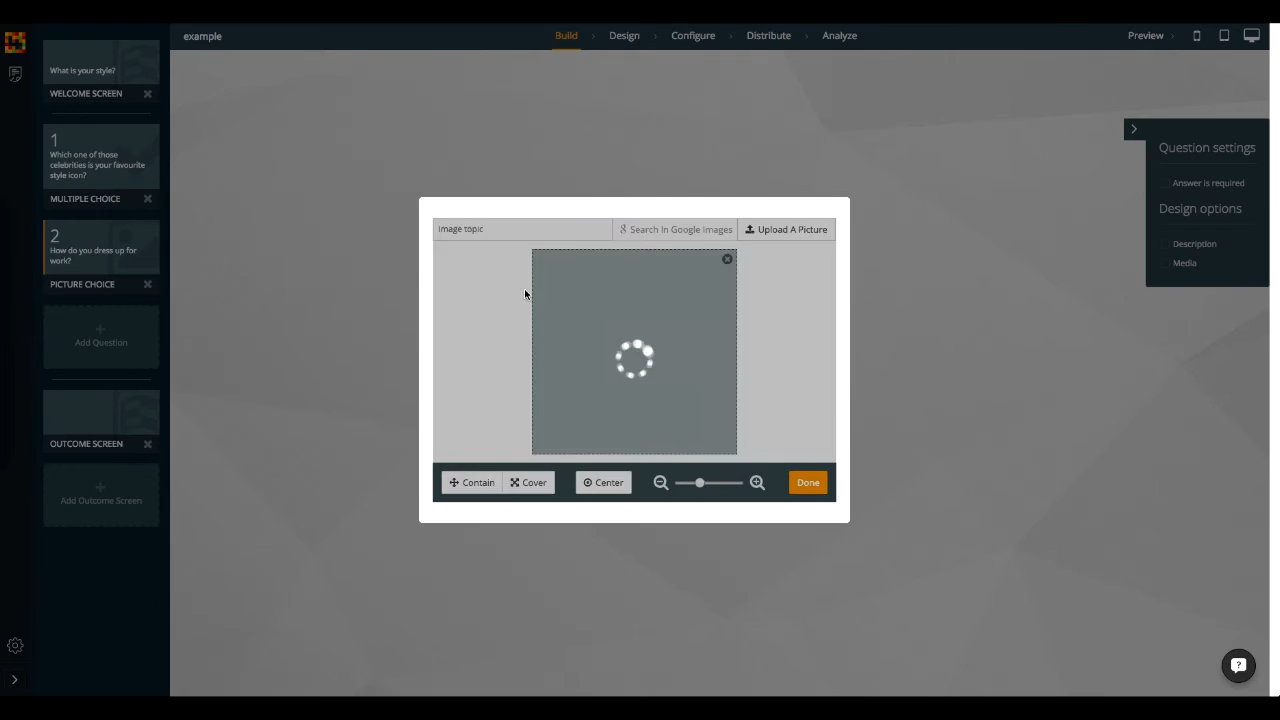 example
Build
Design
Configure
Distribute
Analyze
Preview
What is your style?
WELCOME SCREEN
1
Which one of those
celebrities is your favourite
style icon?
MULTIPLE CHOICE
2
How do you dress up for
work?
PICTURE CHOICE
Add Question
OUTCOME SCREEN
Add Outcome Screen
Image topic
Search In Google Images
Upload A Picture
Contain
Cover
Center
Done
Question settings
Answer is required
Design options
Description
Media
?